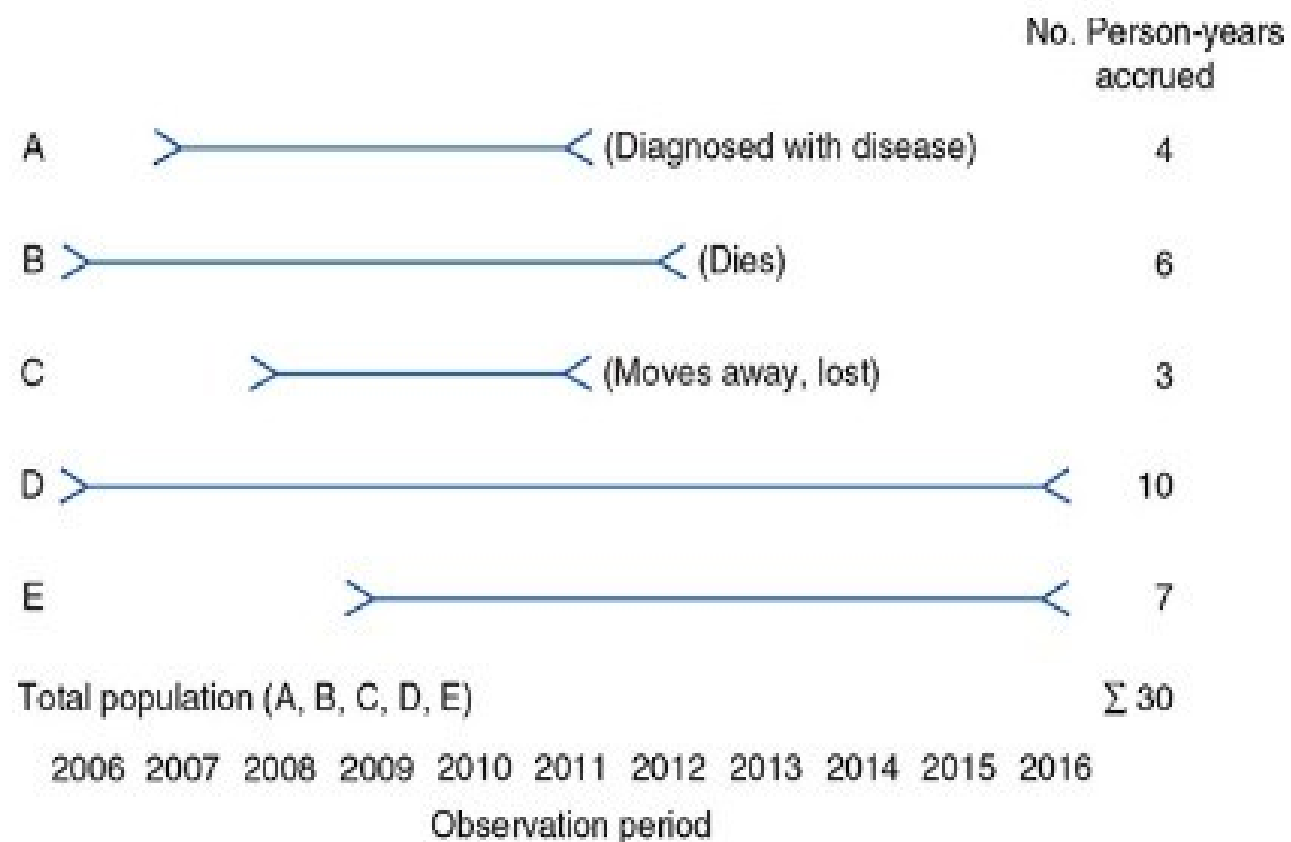 No. Person-years
accrued
A (Diagnosed with disease) 4
B (Dies) 6
C (Moves away, lost) 3
D 10
E 7
Total population (A, B, C, D, E) ∑ 30
2006 2007 2008 2009 2010 2011 2012 2013 2014 2015 2016
Observation period